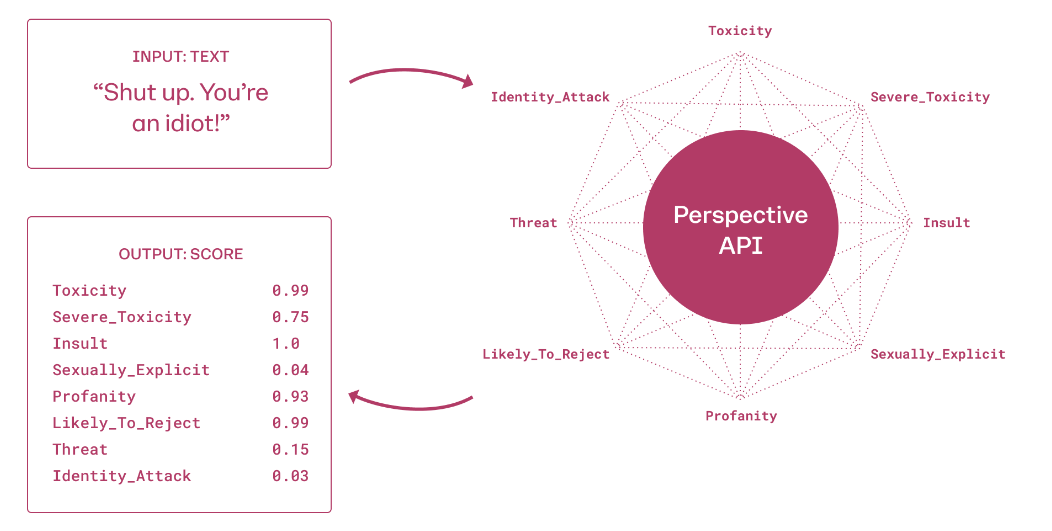 INPUT: TEXT
“Shut up. You’re
an idiot!”
OUTPUT: SCORE
Toxicity 0.99
Severe_Toxicity 0.75
Insult 1.0
Sexually_Explicit 0.04
Profanity 0.93
Likely_To_Reject 0.99
Threat 0.15
Identity_Attack 0.03
Toxicity
Identity_Attack
Severe_Toxicity
Threat
Perspective
API
Insult
Likely_To_Reject
Sexually_Explicit
Profanity